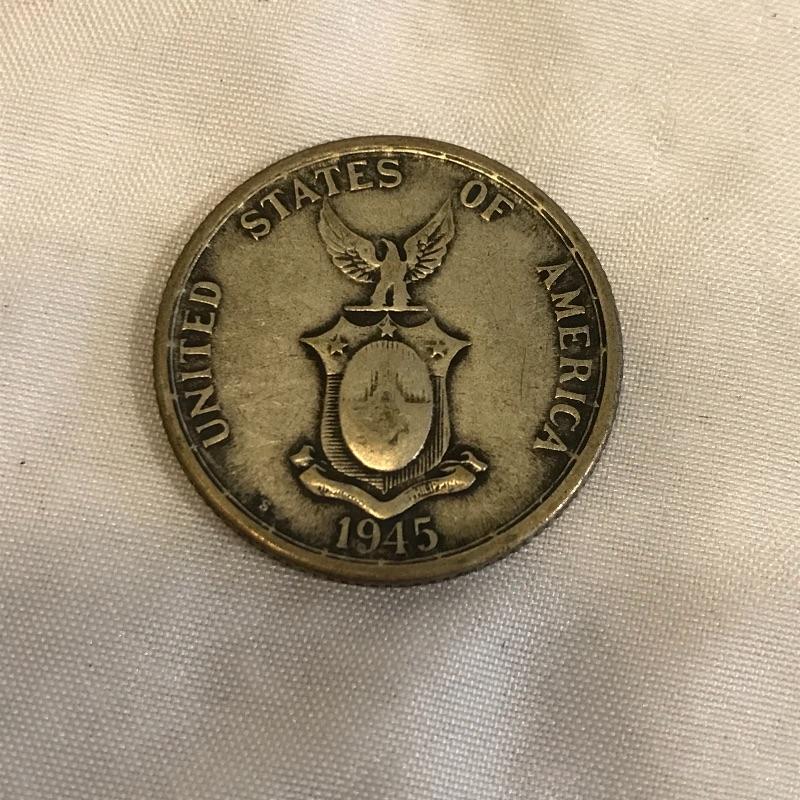 UNITED STATES OF AMERICA
S
1945